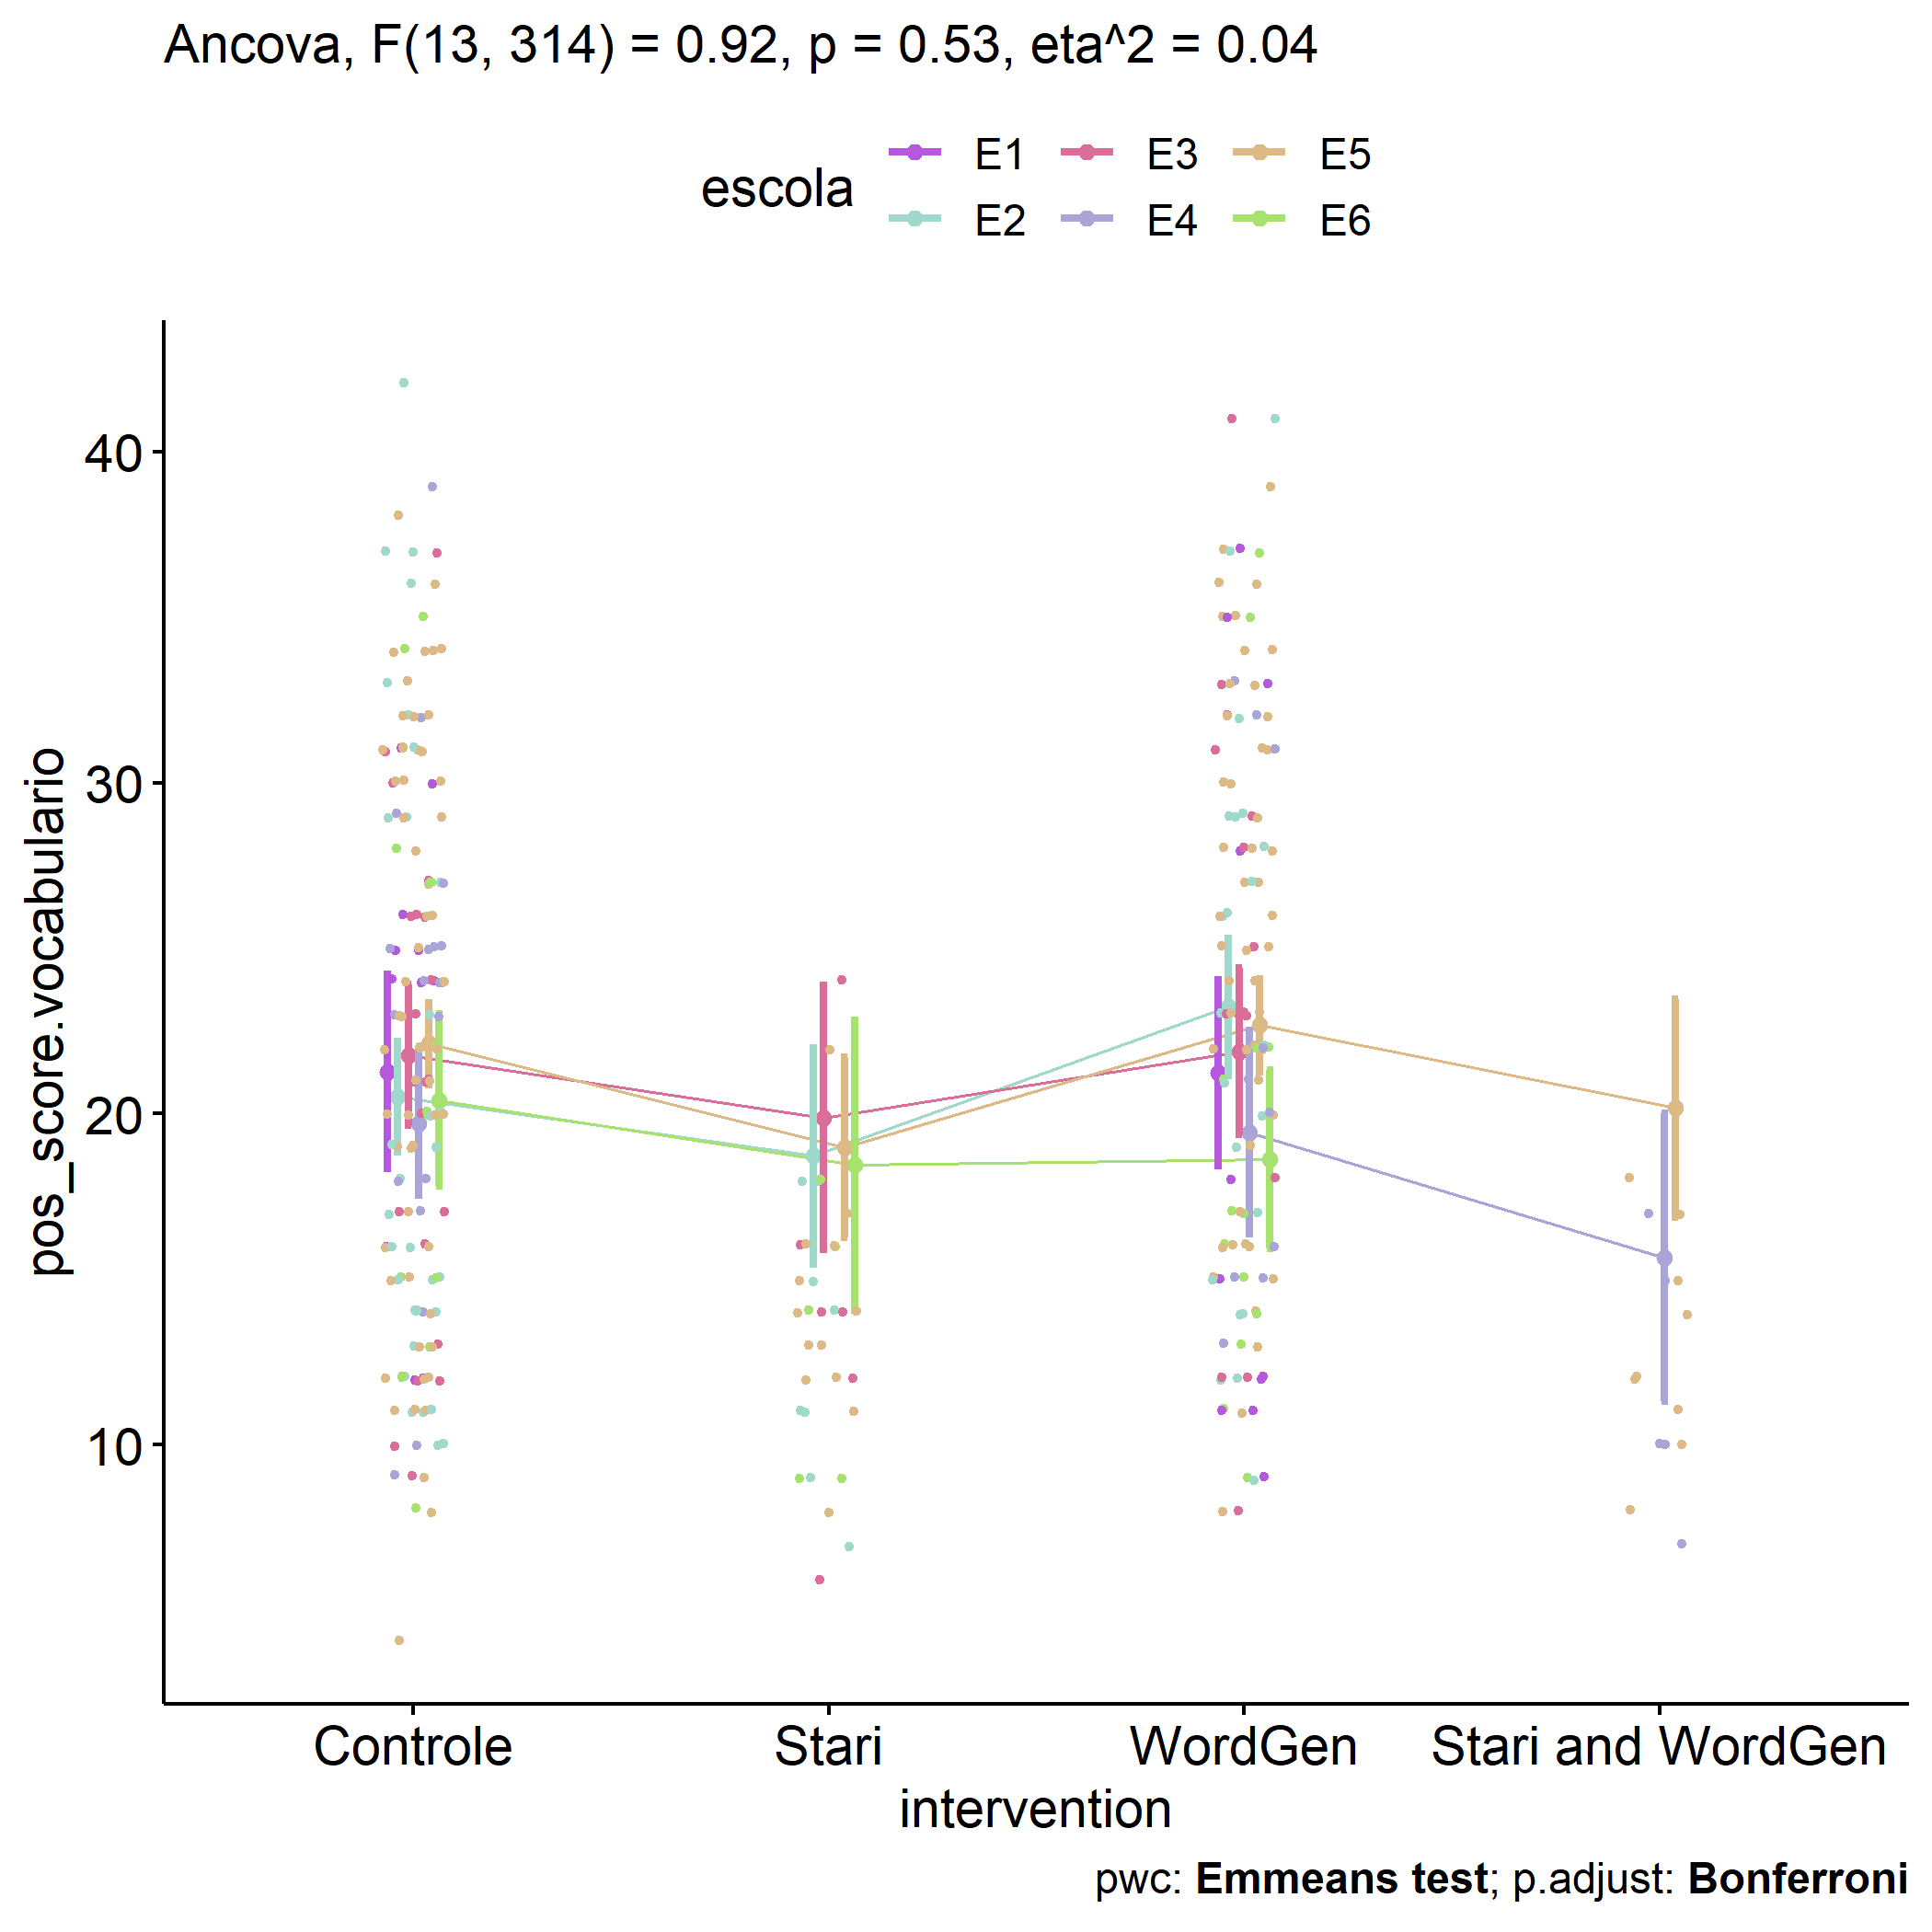 Ancova, F(13, 314) = 0.92, p = 0.53, eta^2 = 0.04
escola
E1 E3 E5
E2 E4 E6
pos_score.vocabulario
40
30
20
10
Controle Stari WordGen Stari and WordGen
intervention
pwc: Emmeans test; p.adjust: Bonferroni